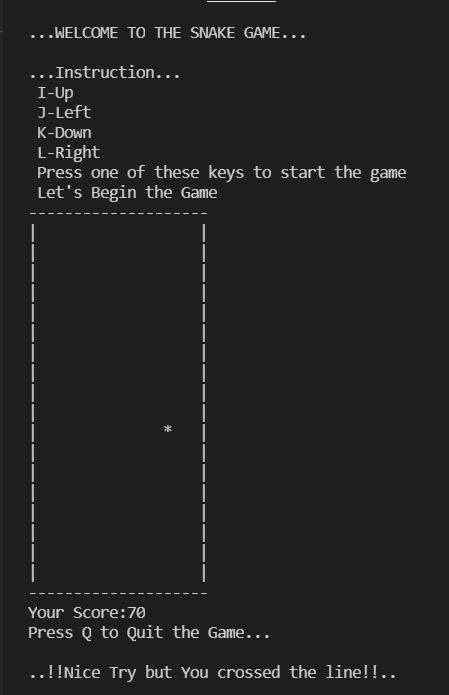 ...WELCOME TO THE SNAKE GAME...
...Instruction...
I-Up
J-Left
K-Down
L-Right
Press one of these keys to start the game
Let's Begin the Game
--------------------
|                  |
|                  |
|                  |
|                  |
|                  |
|                  |
|                  |
|                  |
|                  |
|                  |
|              *   |
|                  |
|                  |
|                  |
|                  |
|                  |
|                  |
|                  |
--------------------
Your Score:70
Press Q to Quit the Game...
..!!Nice Try but You crossed the line!!..